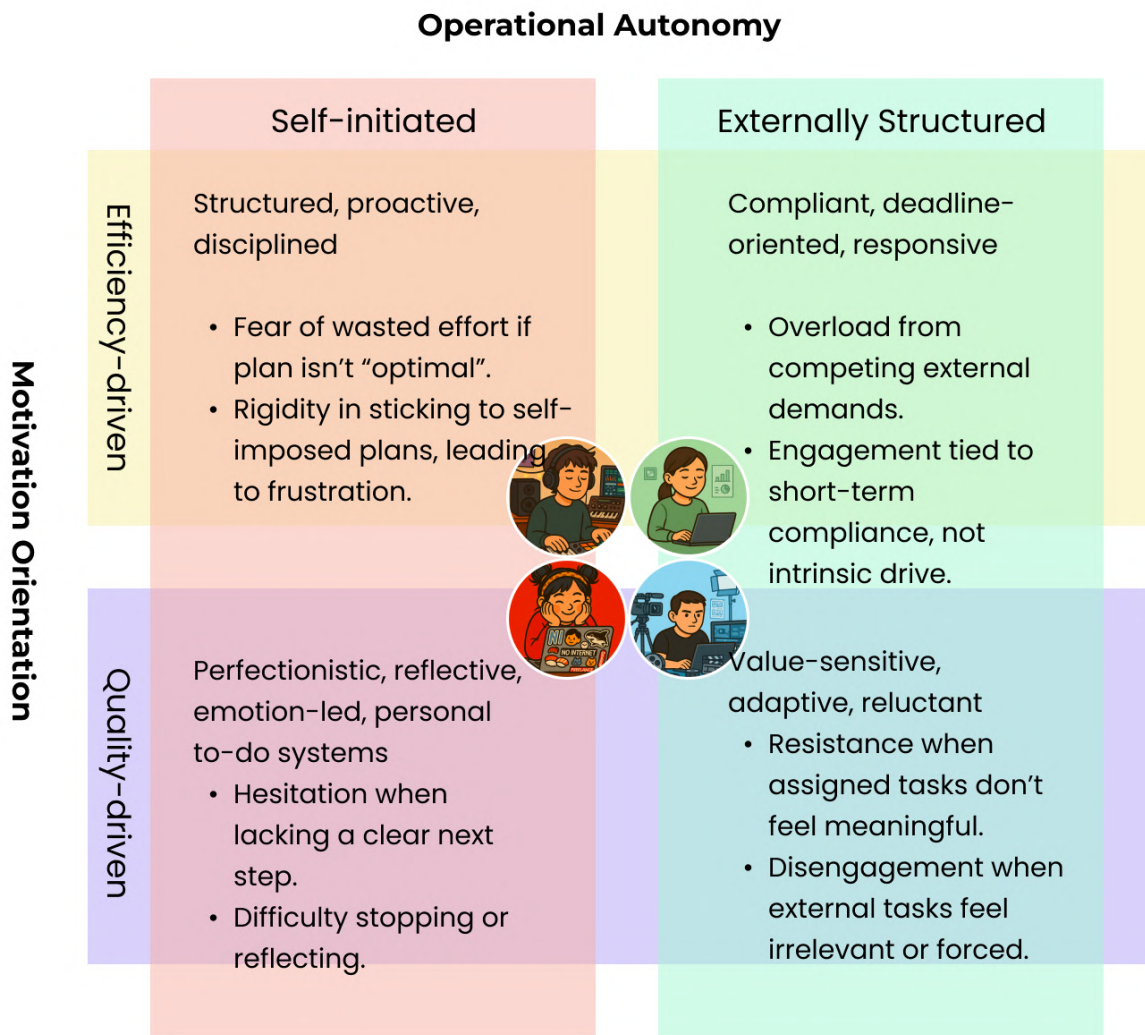 Operational Autonomy
Self-initiated
Externally Structured
Motivation Orientation
Efficiency-driven
Structured, proactive,
disciplined
• Fear of wasted effort if
plan isn’t “optimal”.
• Rigidity in sticking to self-
imposed plans, leading
to frustration.
Compliant, deadline-
oriented, responsive
• Overload from
competing external
demands.
• Engagement tied to
short-term
compliance, not
intrinsic drive.
Quality-driven
Perfectionistic, reflective,
emotion-led, personal
to-do systems
• Hesitation when
lacking a clear next
step.
• Difficulty stopping or
reflecting.
NO INTERNET
Value-sensitive,
adaptive, reluctant
• Resistance when
assigned tasks don’t
feel meaningful.
• Disengagement when
external tasks feel
irrelevant or forced.